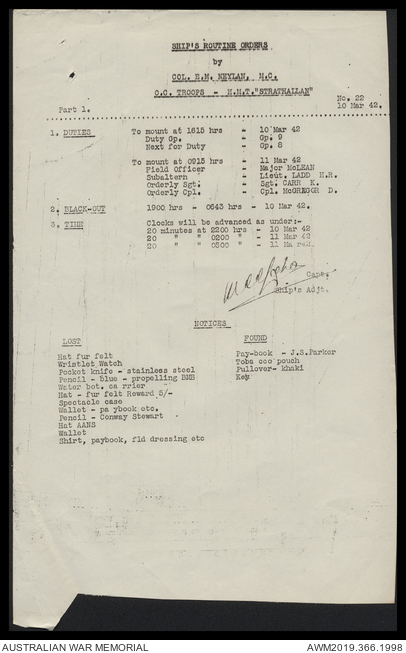 SHIP'S ROUTINE ORDERS
by
COL. R.M. NEYLAN, M.C.
O.C. TROOPS - H.M.T. "STRATHALLAN"
No. 22
Part 1.
10 Mar 42.
1. DUTIES To mount at 1615 hrs - 10 Mar 42
Duty Gp. - Gp. 9
Next for Duty - Gp. 8
To mount at 0915 hrs - 11 Mar 42
Field Officer - Major McLEAN
Subaltern - Lieut. LADD H.R.
Orderly Sgt. - Sgt. CARR K.
Orderly Cpl. - Cpl. McGREGOR D.
2. BLACK-OUT 1900 hrs - 0643 hrs - 10 Mar 42.
3. TIME Clocks will be advanced as under:-
20 minutes at 2200 hrs - 10 Mar 42
20 " " 0200 " - 11 Mar 42
20 " " 0500 " - 11 Mar
Capt.
Ship's Adjt.
NOTICES
LOST
Hat fur felt
Wristlet Watch
Pocket knife - stainless steel
Pencil - blue - propelling BMB
Water bot. ca rrier
Hat - fur felt Reward 5/-
Spectacle case
Wallet - pa ybook etc.
Pencil - Conway Stewart
Hat AANS
Wallet
Shirt, paybook, fld dressing etc
FOUND
Pay-book - J.S.Parker
Toba cco pouch
Pullover- khaki
Key
AUSTRALIAN WAR MEMORIAL
AWM2019.366.1998